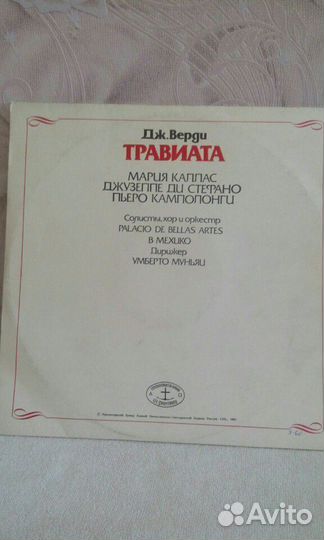 Дж. Верди
ТРАВИАТА
МАРИЯ КАЛЛАС
ДЖУЗЕППЕ ДИ СТЕФАНО
ПЬЕРО КАМПОЛОНГИ
Солисты, хор и оркестр
PALACIO DE BELLAS ARTES
В МЕХИКО
Дирижер
УМБЕРТО МУНЬЯИ
Avito